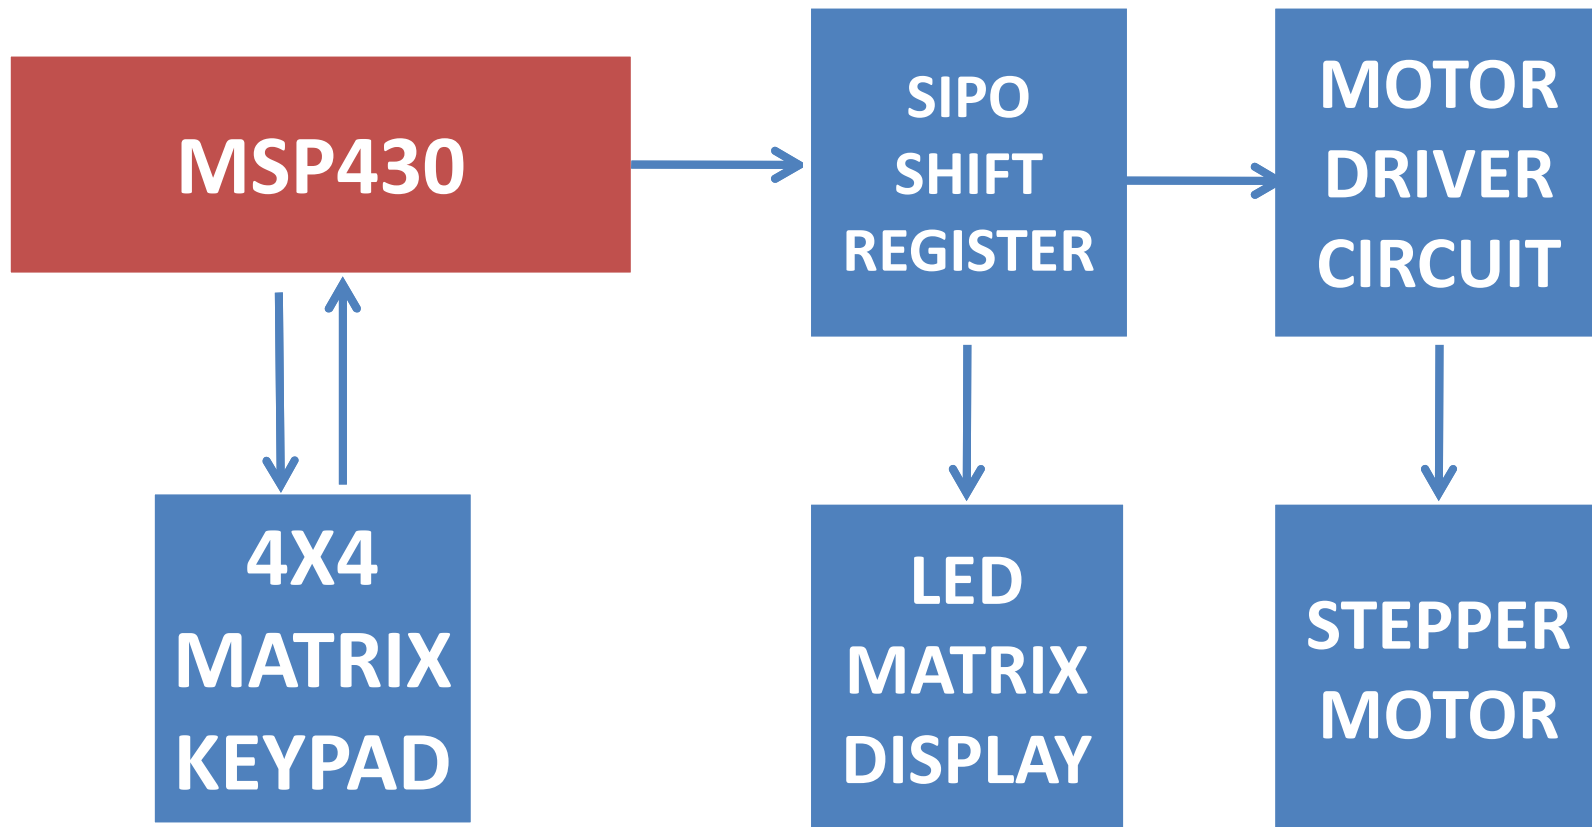 MSP430
SIPO
SHIFT
REGISTER
MOTOR
DRIVER
CIRCUIT
4X4
MATRIX
KEYPAD
LED
MATRIX
DISPLAY
STEPPER
MOTOR